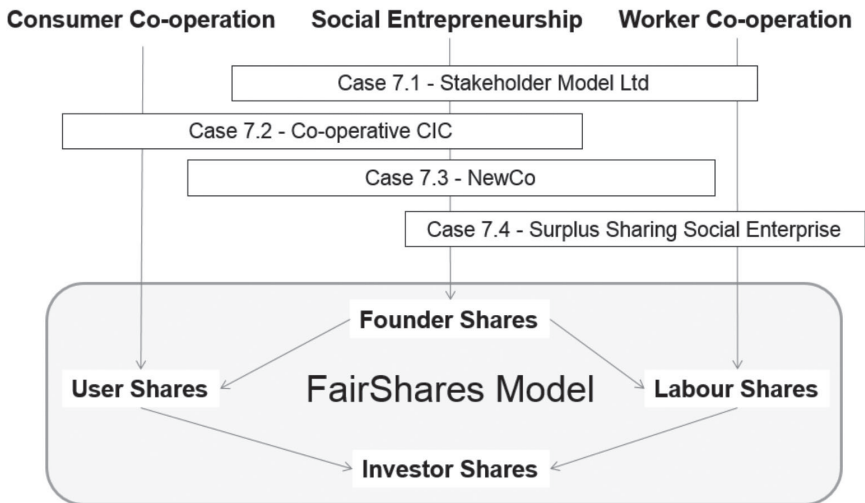 Consumer Co-operation
Social Entrepreneurship
Worker Co-operation
Case 7.1 - Stakeholder Model Ltd
Case 7.2 - Co-operative CIC
Case 7.3 - NewCo
Case 7.4 - Surplus Sharing Social Enterprise
Founder Shares
User Shares
FairShares Model
Labour Shares
Investor Shares